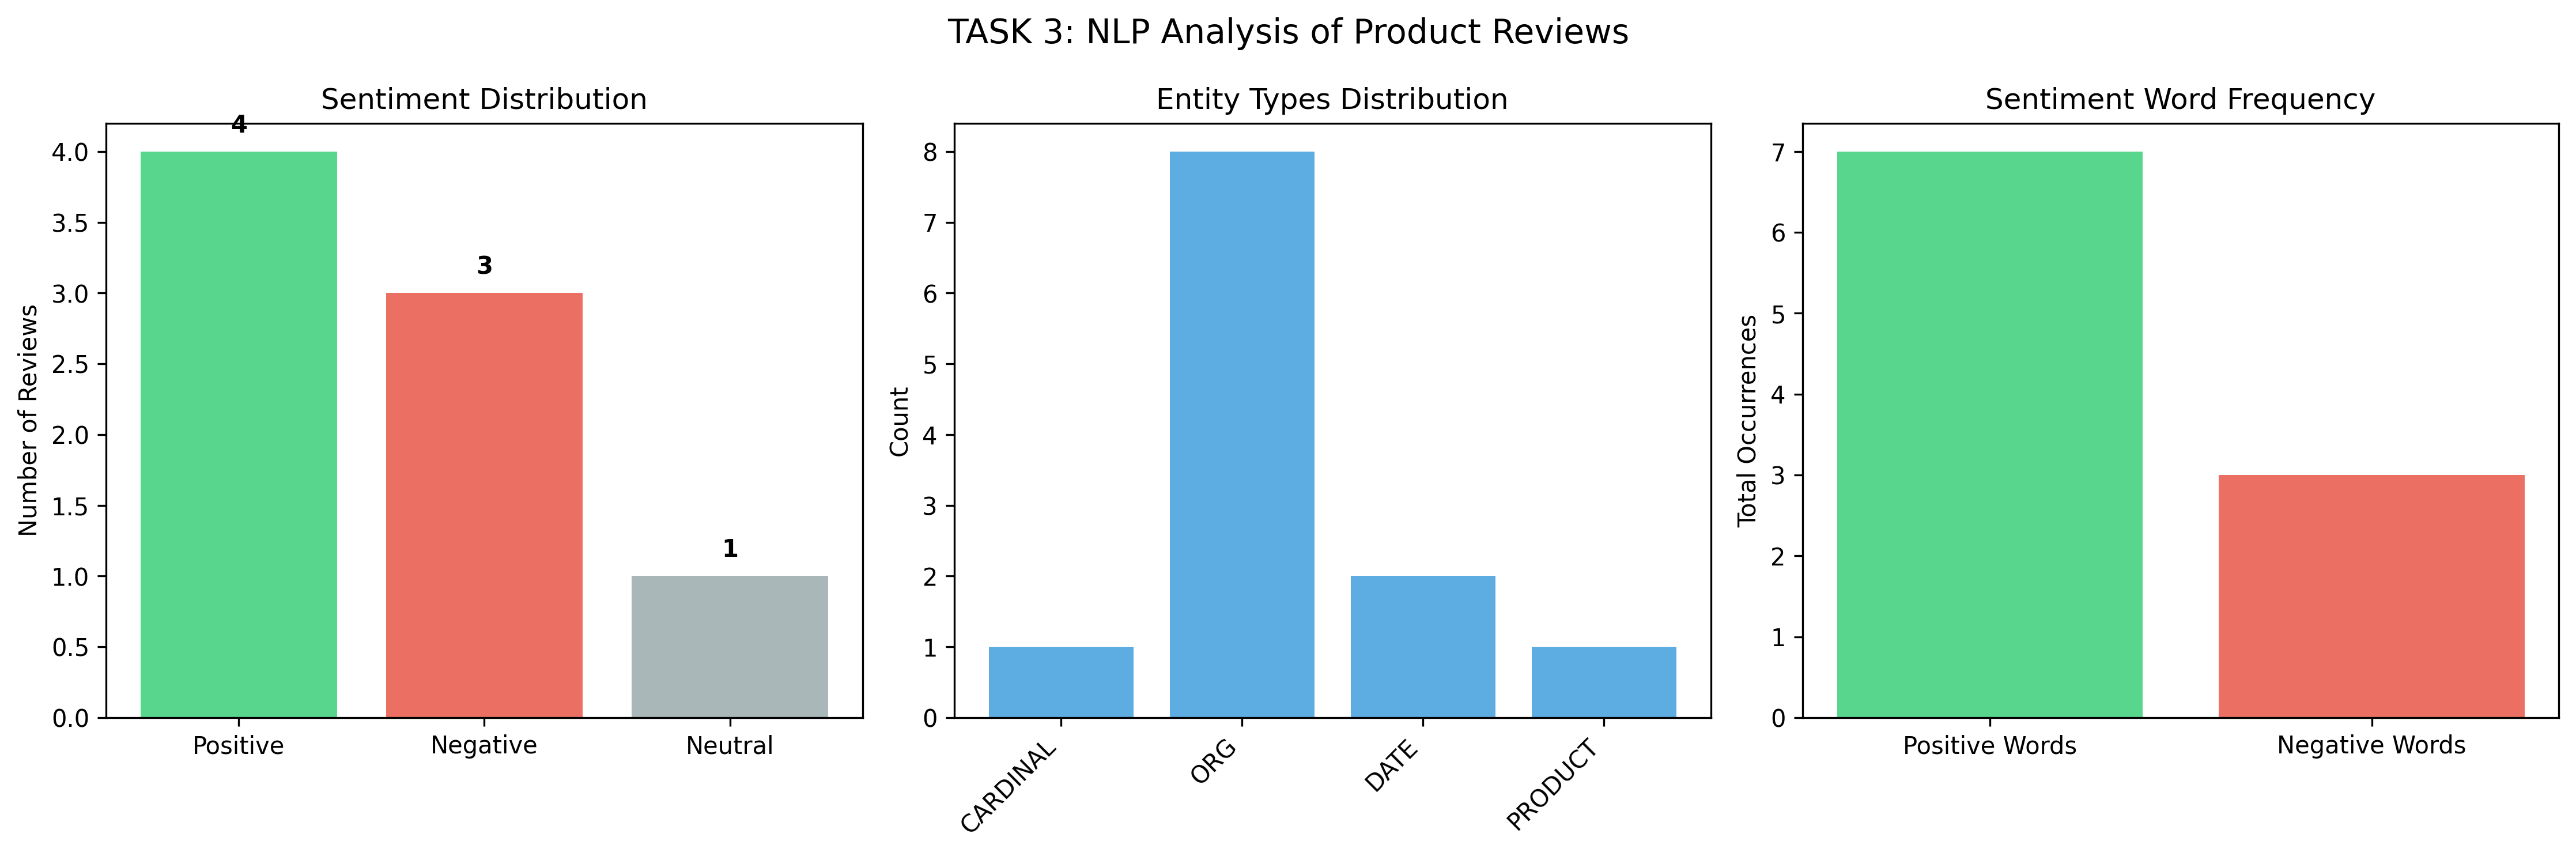 TASK 3: NLP Analysis of Product Reviews
Sentiment Distribution
Number of Reviews
4.0
3.5
3.0
2.5
2.0
1.5
1.0
0.5
0.0
4
3
1
Positive
Negative
Neutral
Entity Types Distribution
Count
8
7
6
5
4
3
2
1
0
CARDINAL
ORG
DATE
PRODUCT
Sentiment Word Frequency
Total Occurrences
7
6
5
4
3
2
1
0
Positive Words
Negative Words